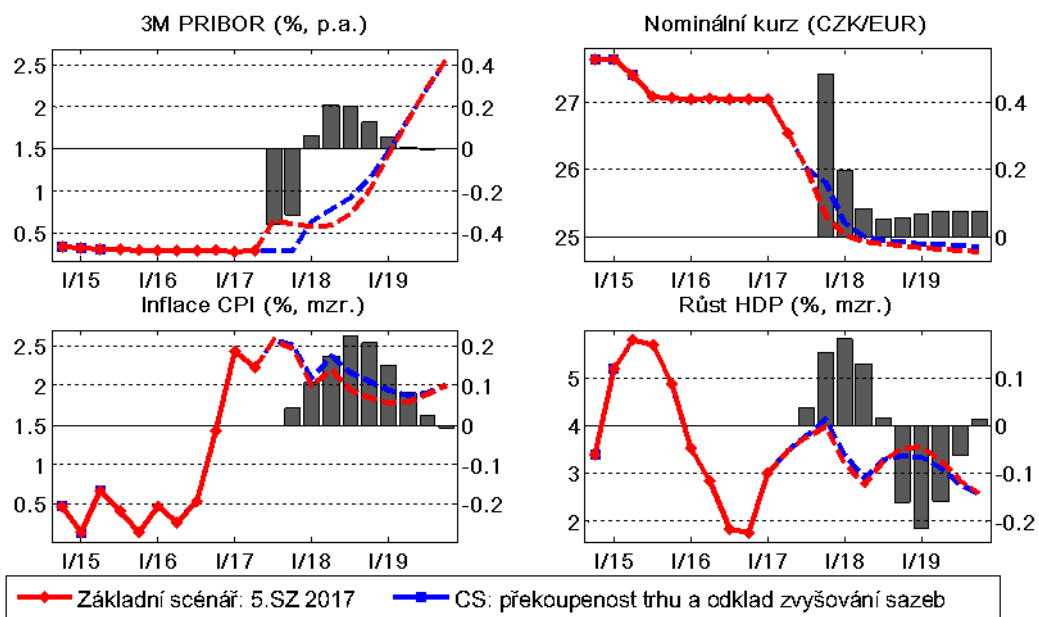 3M PRIBOR (%, p.a.)
2.5
2
1.5
1
0.5
0.4
0.2
0
-0.2
-0.4
I/15
I/16
I/17
I/18
I/19
Nominální kurz (CZK/EUR)
27
26
25
0.4
0.2
0
I/15
I/16
I/17
I/18
I/19
Inflace CPI (%, mzr.)
2.5
2
1.5
1
0.5
0.2
0.1
0
-0.1
-0.2
I/15
I/16
I/17
I/18
I/19
Růst HDP (%, mzr.)
5
4
3
2
0.1
0
-0.1
-0.2
I/15
I/16
I/17
I/18
I/19
Základní scénář: 5.SZ 2017
CS: překoupenost trhu a odklad zvyšování sazeb